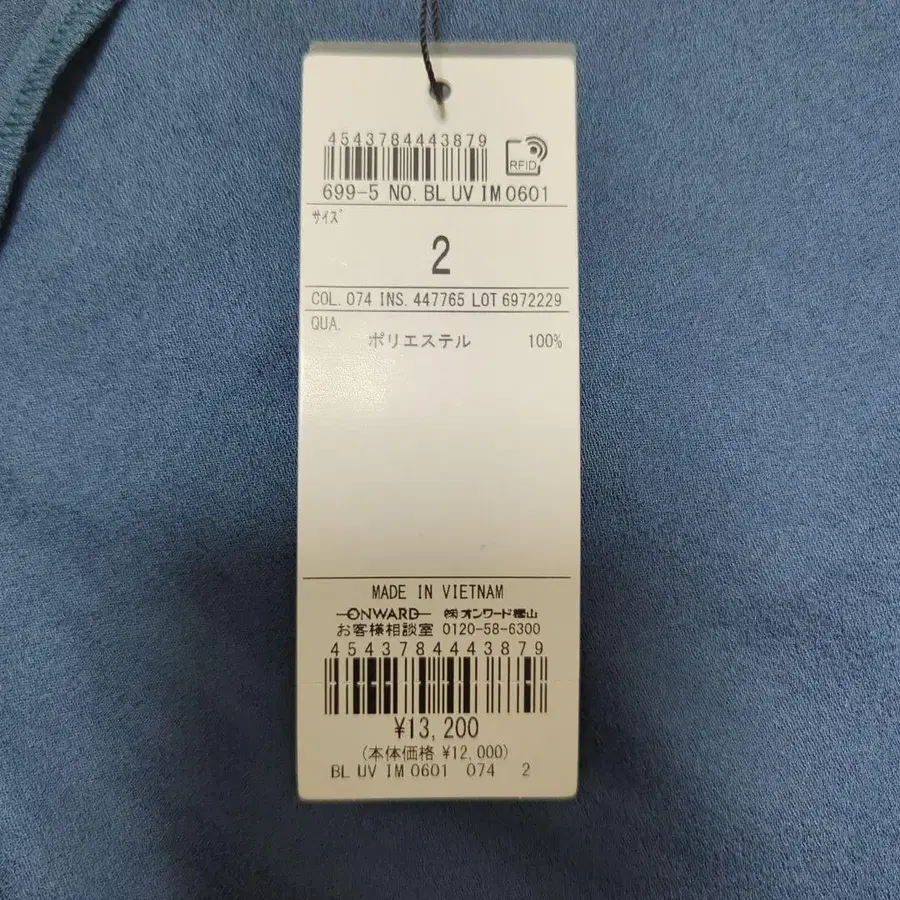 4543784443879
RFID
699-5 NO. BL UV IM 0601
サイズ
2
COL. 074 INS. 447765 LOT 6972229
QUA.
ポリエステル 100%
MADE IN VIETNAM
ONWARD ㈱オンワード樫山
お客様相談室 0120-58-6300
4543784443879
¥13,200
(本体価格 ¥12,000)
BL UV IM 0601 074 2